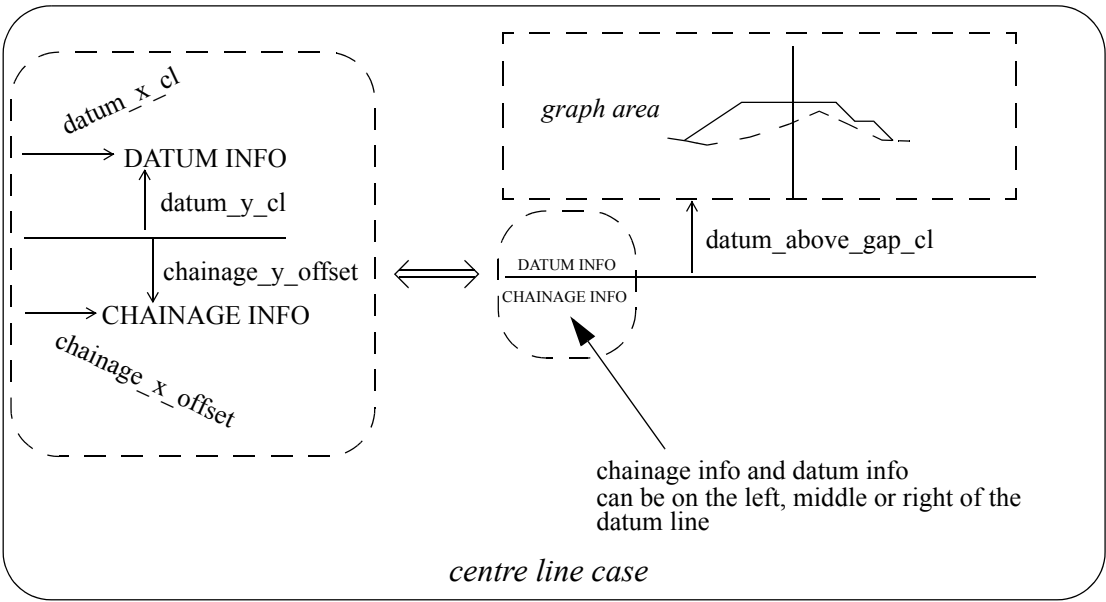 datum_x_cl
DATUM INFO
datum_y_cl
chainage_y_offset
CHAINAGE INFO
chainage_x_offset
graph area
datum_above_gap_cl
DATUM INFO
CHAINAGE INFO
chainage info and datum info
can be on the left, middle or right of the
datum line
centre line case